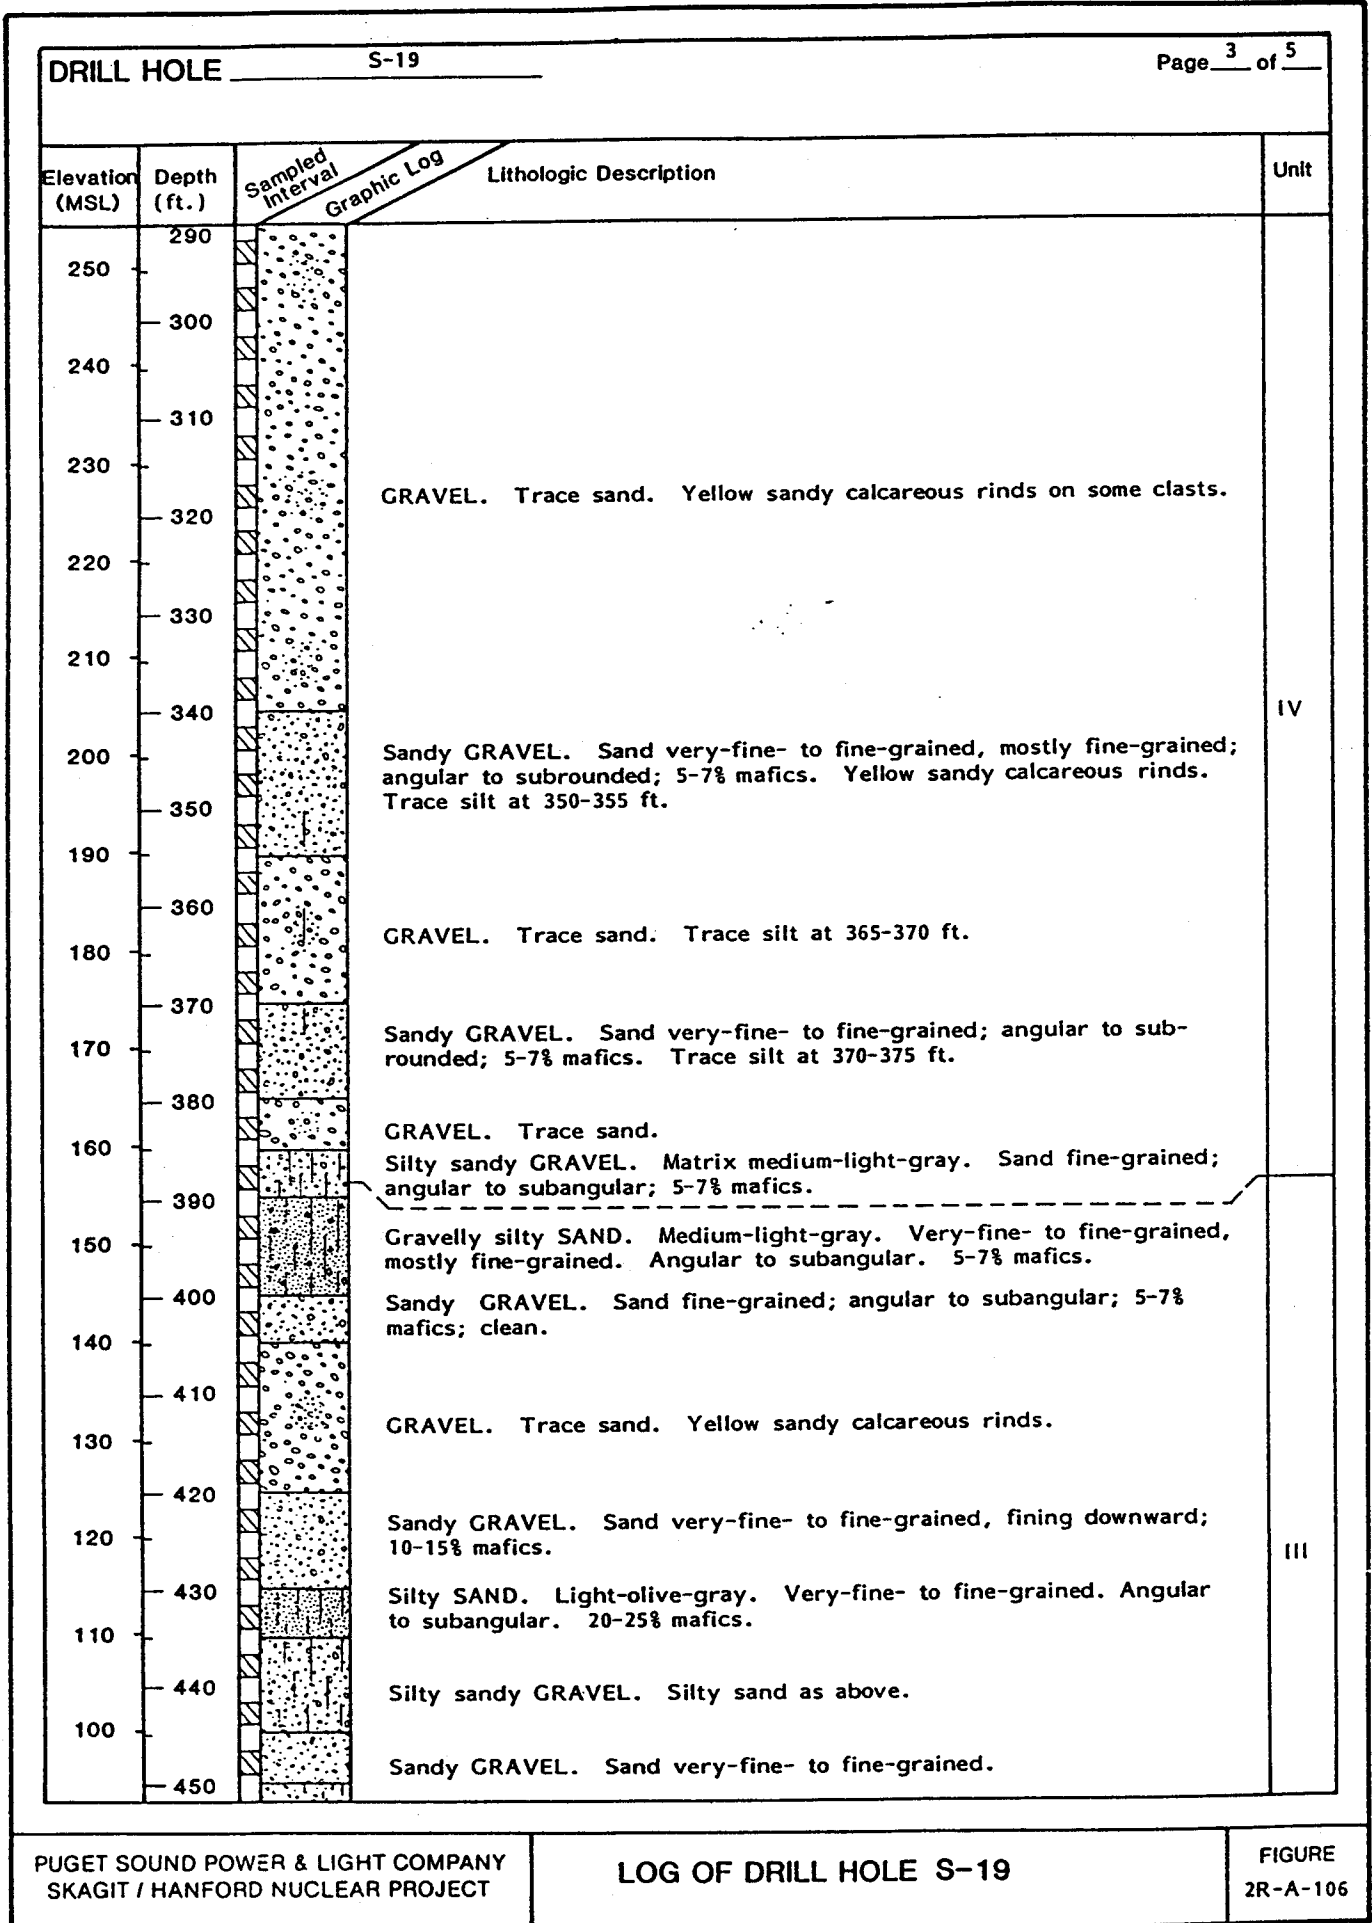 DRILL HOLE S-19
Page 3 of 5
Elevation (MSL)
Depth (ft.)
Sampled Interval
Graphic Log
Lithologic Description
Unit
290
250
300
240
310
230
GRAVEL. Trace sand. Yellow sandy calcareous rinds on some clasts.
320
220
330
210
340
IV
200
Sandy GRAVEL. Sand very-fine- to fine-grained, mostly fine-grained;
angular to subrounded; 5-7% mafics. Yellow sandy calcareous rinds.
Trace silt at 350-355 ft.
350
190
360
GRAVEL. Trace sand. Trace silt at 365-370 ft.
180
370
Sandy GRAVEL. Sand very-fine- to fine-grained; angular to sub-
rounded; 5-7% mafics. Trace silt at 370-375 ft.
170
380
GRAVEL. Trace sand.
160
Silty sandy GRAVEL. Matrix medium-light-gray. Sand fine-grained;
angular to subangular; 5-7% mafics.
390
Gravelly silty SAND. Medium-light-gray. Very-fine- to fine-grained,
mostly fine-grained. Angular to subangular. 5-7% mafics.
150
400
Sandy GRAVEL. Sand fine-grained; angular to subangular; 5-7%
mafics; clean.
140
410
GRAVEL. Trace sand. Yellow sandy calcareous rinds.
130
420
Sandy GRAVEL. Sand very-fine- to fine-grained, fining downward;
10-15% mafics.
120
III
430
Silty SAND. Light-olive-gray. Very-fine- to fine-grained. Angular
to subangular. 20-25% mafics.
110
440
Silty sandy GRAVEL. Silty sand as above.
100
Sandy GRAVEL. Sand very-fine- to fine-grained.
450
PUGET SOUND POWER & LIGHT COMPANY
SKAGIT / HANFORD NUCLEAR PROJECT
LOG OF DRILL HOLE S-19
FIGURE
2R-A-106